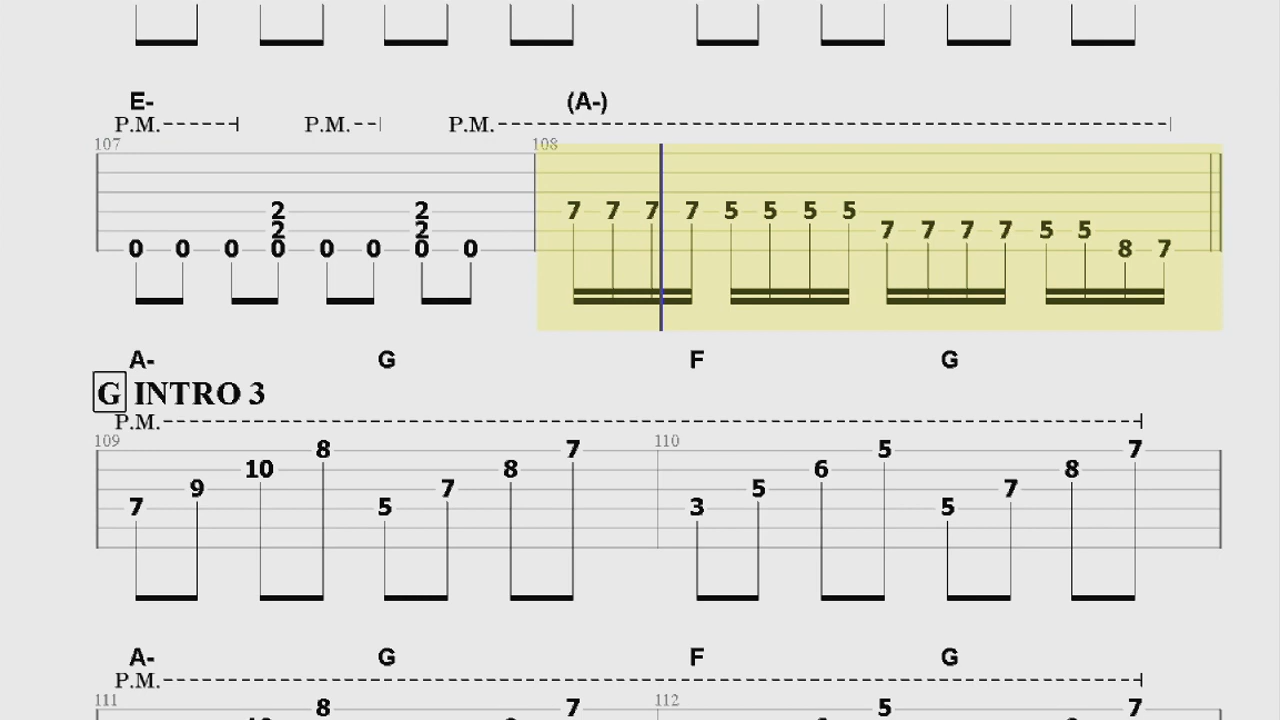 E- (A-)
P.M. P.M. P.M.
107 108
2 2 7 7 7 7 5 5 5 5
2 2 7 7 7 7 5 5
0 0 0 0 0 0 0 0 8 7
A- G F G
G INTRO 3
P.M.
109 110
8 7 5 7
10 8 6 8
9 7 5 7
7 5 3 5
A- G F G
P.M.
111 112
8 7 5 7